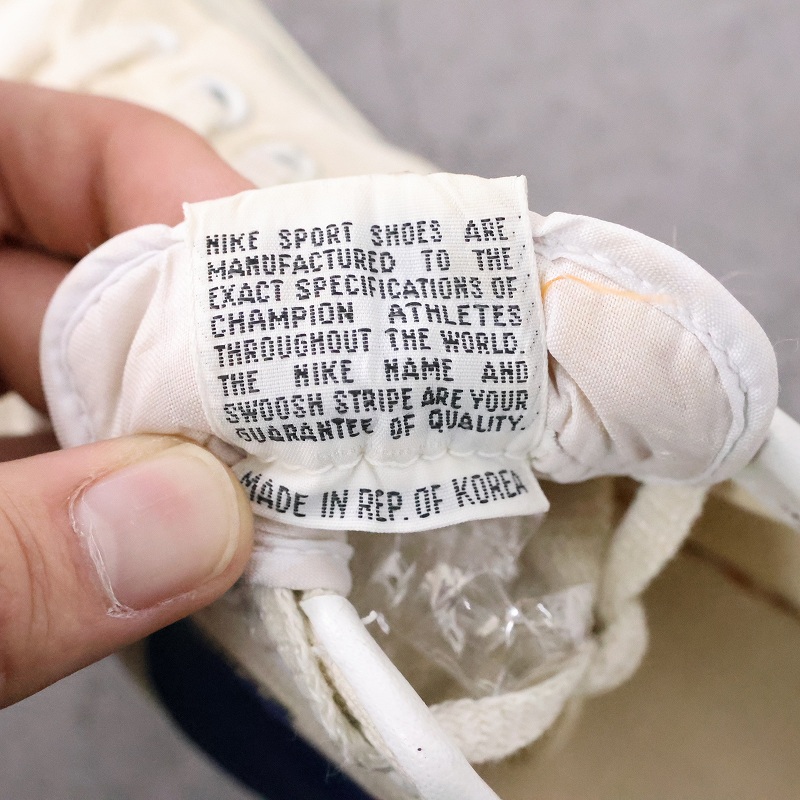 NIKE SPORT SHOES ARE
MANUFACTURED TO THE
EXACT SPECIFICATIONS OF
CHAMPION ATHLETES
THROUGHOUT THE WORLD.
THE NIKE NAME AND
SWOOSH STRIPE ARE YOUR
GUARANTEE OF QUALITY.
MADE IN REP. OF KOREA